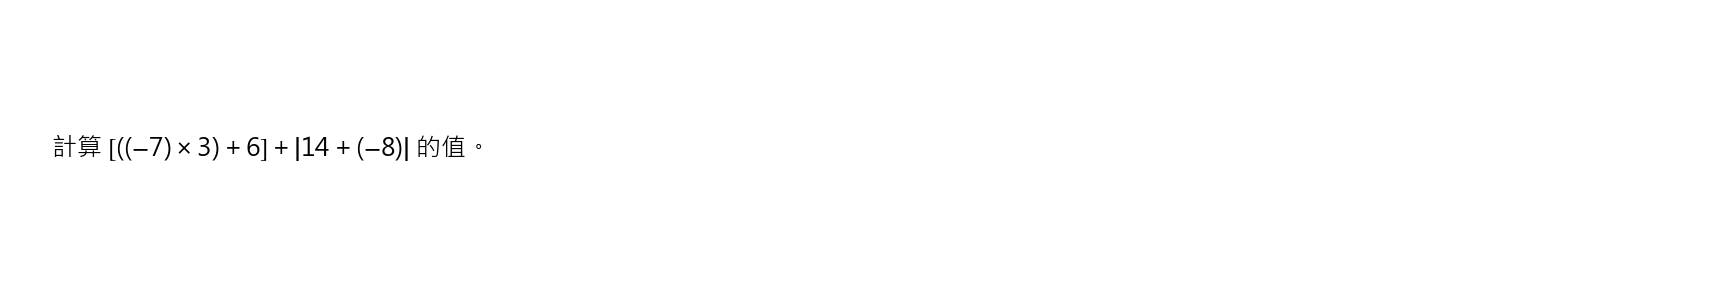 計算 [((−7) × 3) + 6] + |14 + (−8)| 的值。